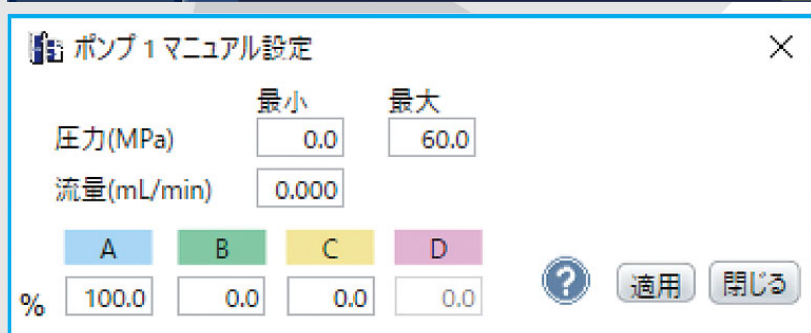 ポンプ 1 マニュアル設定
最小 最大
圧力(MPa) 0.0 60.0
流量(mL/min) 0.000
A B C D
% 100.0 0.0 0.0 0.0 ? 適用 閉じる